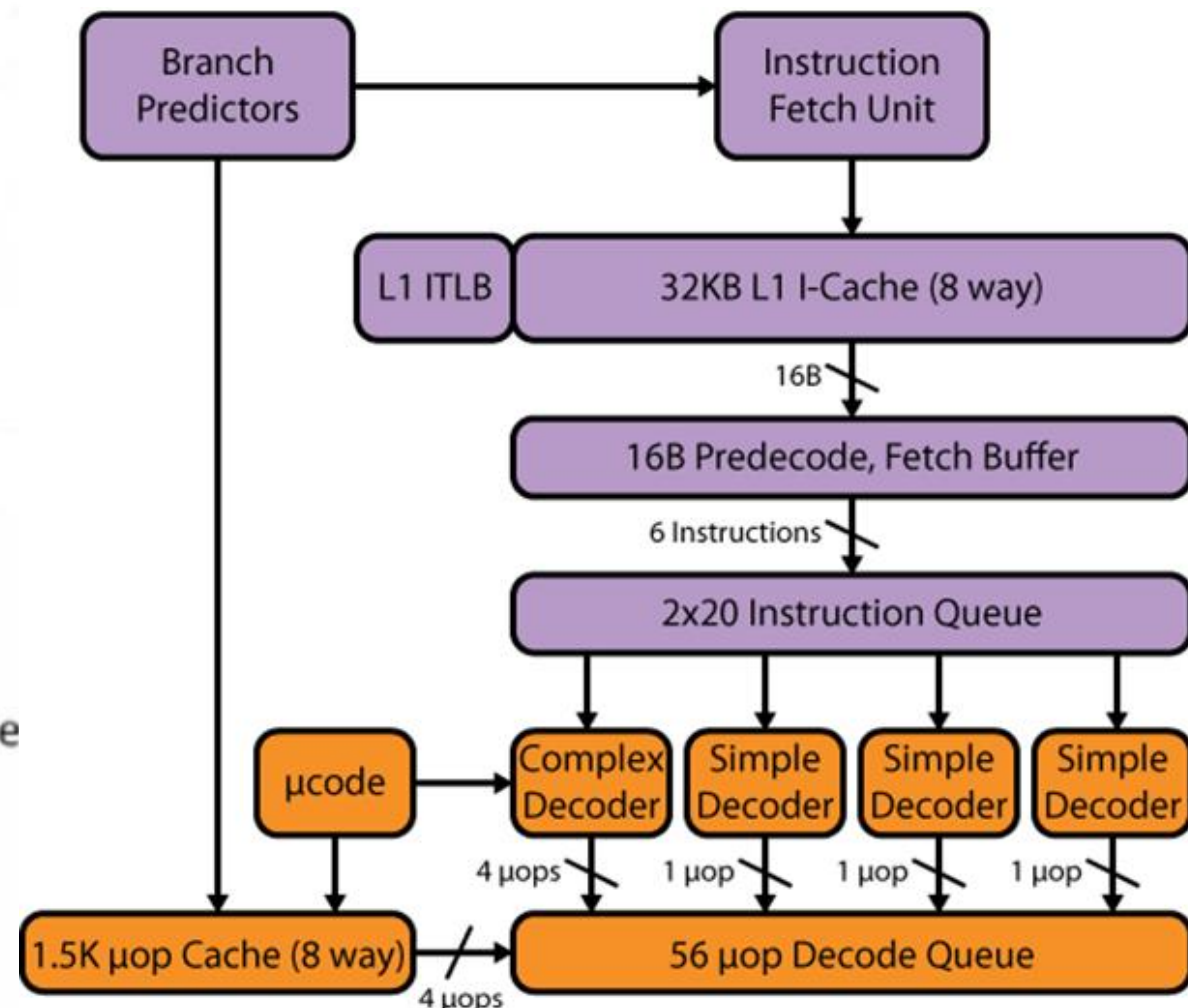 Branch
Predictors
Instruction
Fetch Unit
L1 ITLB
32KB L1 I-Cache (8 way)
16B
16B Predecode, Fetch Buffer
6 Instructions
2x20 Instruction Queue
e
µcode
Complex
Decoder
Simple
Decoder
Simple
Decoder
Simple
Decoder
4 µops
1 µop
1 µop
1 µop
1.5K µop Cache (8 way)
4 µops
56 µop Decode Queue